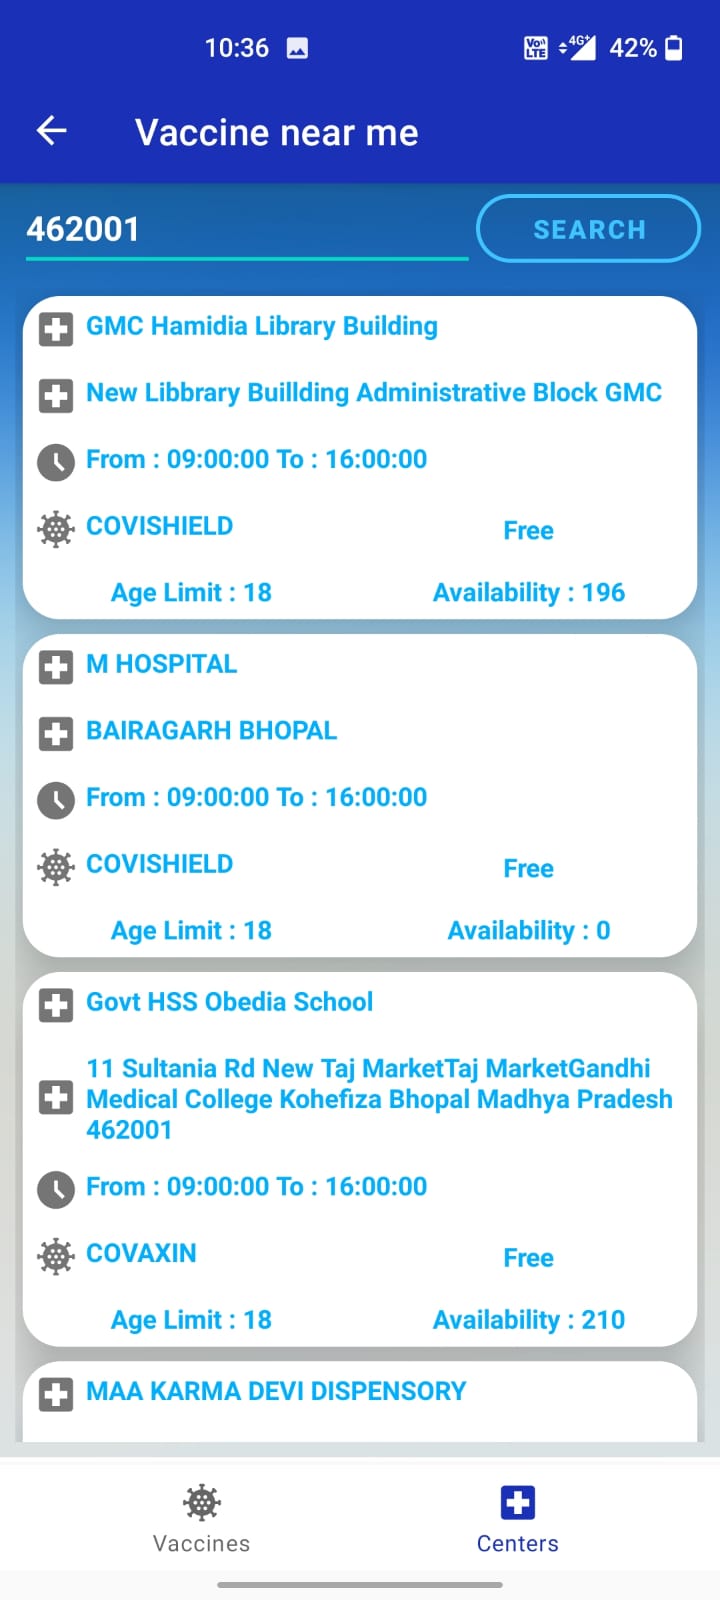 10:36
Vo)) LTE 4G+ 42%
Vaccine near me
462001
SEARCH
GMC Hamidia Library Building
New Libbrary Buillding Administrative Block GMC
From : 09:00:00 To : 16:00:00
COVISHIELD Free
Age Limit : 18 Availability : 196
M HOSPITAL
BAIRAGARH BHOPAL
From : 09:00:00 To : 16:00:00
COVISHIELD Free
Age Limit : 18 Availability : 0
Govt HSS Obedia School
11 Sultania Rd New Taj MarketTaj MarketGandhi
Medical College Kohefiza Bhopal Madhya Pradesh
462001
From : 09:00:00 To : 16:00:00
COVAXIN Free
Age Limit : 18 Availability : 210
MAA KARMA DEVI DISPENSORY
Vaccines Centers